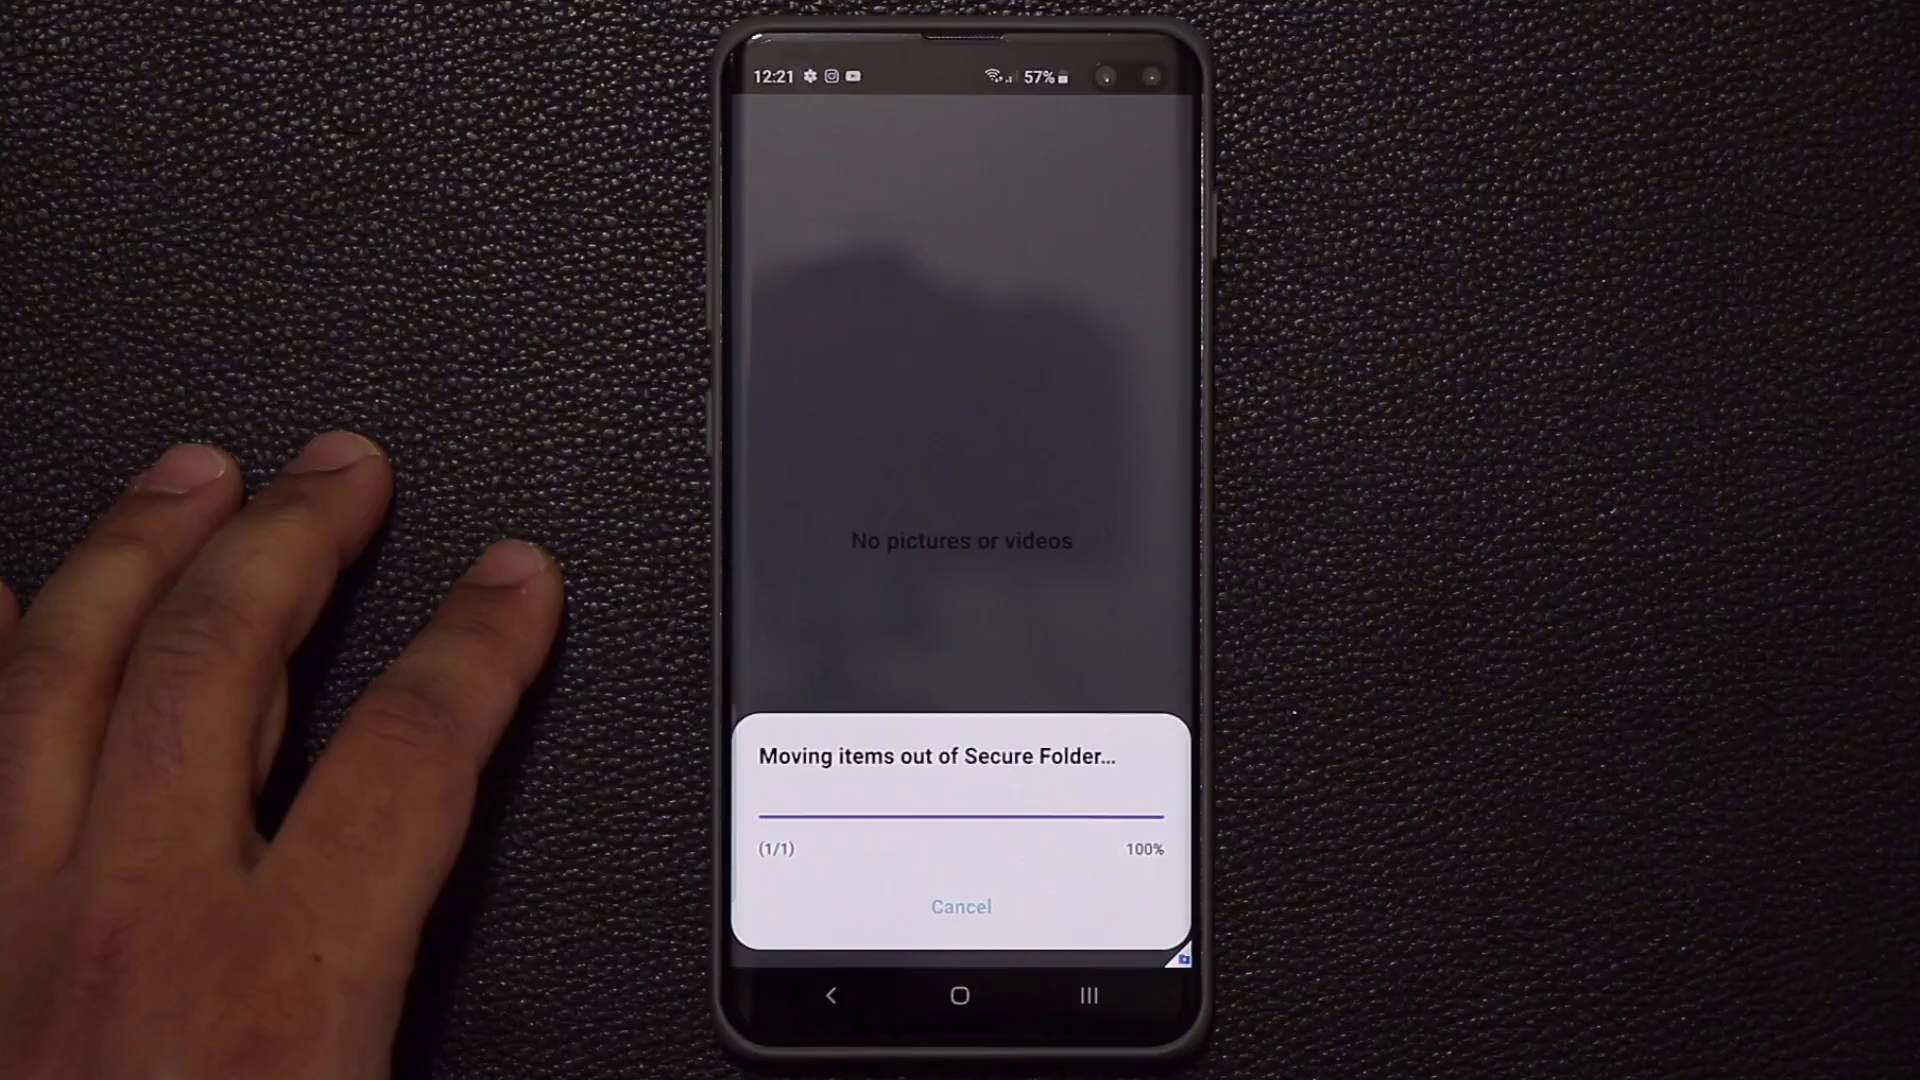 12:21 57%
No pictures or videos
Moving items out of Secure Folder...
(1/1) 100%
Cancel